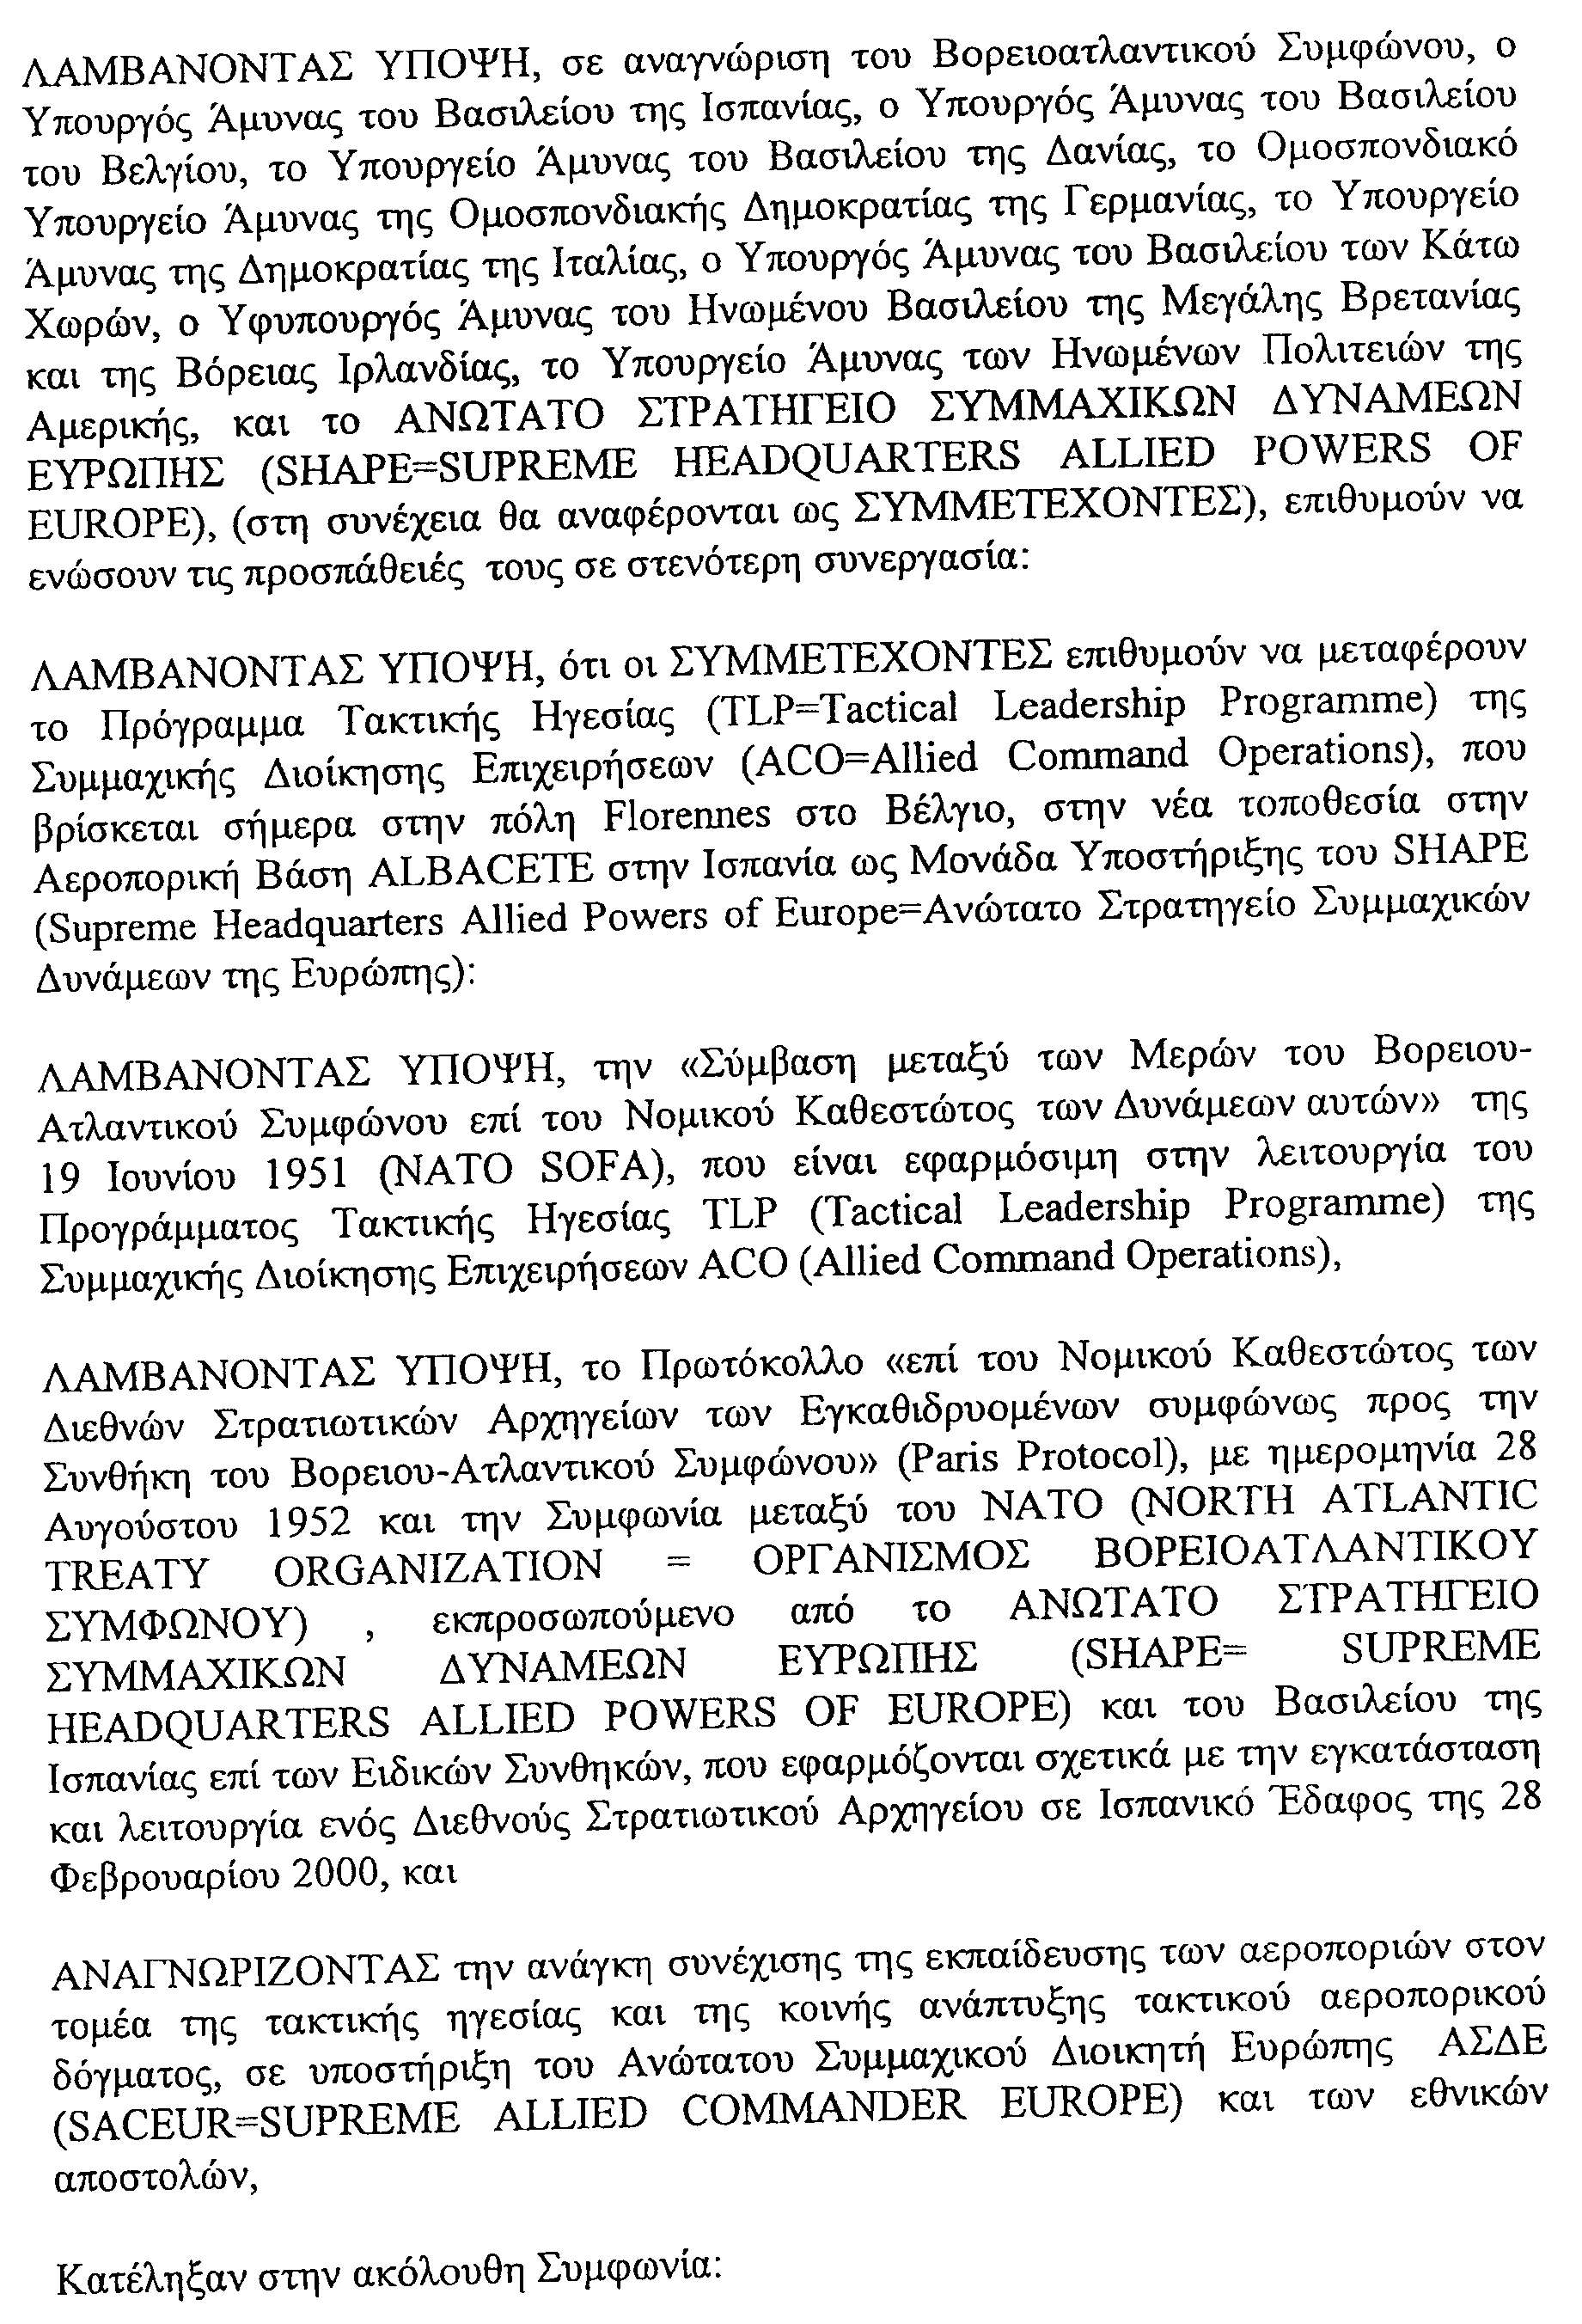 ΛΑΜΒΑΝΟΝΤΑΣ ΥΠΟΨΗ, σε αναγνώριση του Βορειοατλαντικού Συμφώνου, ο
Υπουργός Άμυνας του Βασιλείου της Ισπανίας, ο Υπουργός Άμυνας του Βασιλείου
του Βελγίου, το Υπουργείο Άμυνας του Βασιλείου της Δανίας, το Ομοσπονδιακό
Υπουργείο Άμυνας της Ομοσπονδιακής Δημοκρατίας της Γερμανίας, το Υπουργείο
Άμυνας της Δημοκρατίας της Ιταλίας, ο Υπουργός Άμυνας του Βασιλείου των Κάτω
Χωρών, ο Υφυπουργός Άμυνας του Ηνωμένου Βασιλείου της Μεγάλης Βρετανίας
και της Βόρειας Ιρλανδίας, το Υπουργείο Άμυνας των Ηνωμένων Πολιτειών της
Αμερικής, και το ΑΝΩΤΑΤΟ ΣΤΡΑΤΗΓΕΙΟ ΣΥΜΜΑΧΙΚΩΝ ΔΥΝΑΜΕΩΝ
ΕΥΡΩΠΗΣ (SHAPE=SUPREME HEADQUARTERS ALLIED POWERS OF
EUROPE), (στη συνέχεια θα αναφέρονται ως ΣΥΜΜΕΤΕΧΟΝΤΕΣ), επιθυμούν να
ενώσουν τις προσπάθειές τους σε στενότερη συνεργασία:
ΛΑΜΒΑΝΟΝΤΑΣ ΥΠΟΨΗ, ότι οι ΣΥΜΜΕΤΕΧΟΝΤΕΣ επιθυμούν να μεταφέρουν
το Πρόγραμμα Τακτικής Ηγεσίας (TLP=Tactical Leadership Programme) της
Συμμαχικής Διοίκησης Επιχειρήσεων (ACO=Allied Command Operations), που
βρίσκεται σήμερα στην πόλη Florennes στο Βέλγιο, στην νέα τοποθεσία στην
Αεροπορική Βάση ALBACETE στην Ισπανία ως Μονάδα Υποστήριξης του SHAPE
(Supreme Headquarters Allied Powers of Europe=Ανώτατο Στρατηγείο Συμμαχικών
Δυνάμεων της Ευρώπης):
ΛΑΜΒΑΝΟΝΤΑΣ ΥΠΟΨΗ, την «Σύμβαση μεταξύ των Μερών του Βορειου-
Ατλαντικού Συμφώνου επί του Νομικού Καθεστώτος των Δυνάμεων αυτών» της
19 Ιουνίου 1951 (NATO SOFA), που είναι εφαρμόσιμη στην λειτουργία του
Προγράμματος Τακτικής Ηγεσίας TLP (Tactical Leadership Programme) της
Συμμαχικής Διοίκησης Επιχειρήσεων ACO (Allied Command Operations),
ΛΑΜΒΑΝΟΝΤΑΣ ΥΠΟΨΗ, το Πρωτόκολλο «επί του Νομικού Καθεστώτος των
Διεθνών Στρατιωτικών Αρχηγείων των Εγκαθιδρυομένων συμφώνως προς την
Συνθήκη του Βορειου-Ατλαντικού Συμφώνου» (Paris Protocol), με ημερομηνία 28
Αυγούστου 1952 και την Συμφωνία μεταξύ του NATO (NORTH ATLANTIC
TREATY ORGANIZATION = ΟΡΓΑΝΙΣΜΟΣ ΒΟΡΕΙΟΑΤΛΑΝΤΙΚΟΥ
ΣΥΜΦΩΝΟΥ) , εκπροσωπούμενο από το ΑΝΩΤΑΤΟ ΣΤΡΑΤΗΓΕΙΟ
ΣΥΜΜΑΧΙΚΩΝ ΔΥΝΑΜΕΩΝ ΕΥΡΩΠΗΣ (SHAPE= SUPREME
HEADQUARTERS ALLIED POWERS OF EUROPE) και του Βασιλείου της
Ισπανίας επί των Ειδικών Συνθηκών, που εφαρμόζονται σχετικά με την εγκατάσταση
και λειτουργία ενός Διεθνούς Στρατιωτικού Αρχηγείου σε Ισπανικό Έδαφος της 28
Φεβρουαρίου 2000, και
ΑΝΑΓΝΩΡΙΖΟΝΤΑΣ την ανάγκη συνέχισης της εκπαίδευσης των αεροποριών στον
τομέα της τακτικής ηγεσίας και της κοινής ανάπτυξης τακτικού αεροπορικού
δόγματος, σε υποστήριξη του Ανώτατου Συμμαχικού Διοικητή Ευρώπης ΑΣΔΕ
(SACEUR=SUPREME ALLIED COMMANDER EUROPE) και των εθνικών
αποστολών,
Κατέληξαν στην ακόλουθη Συμφωνία: